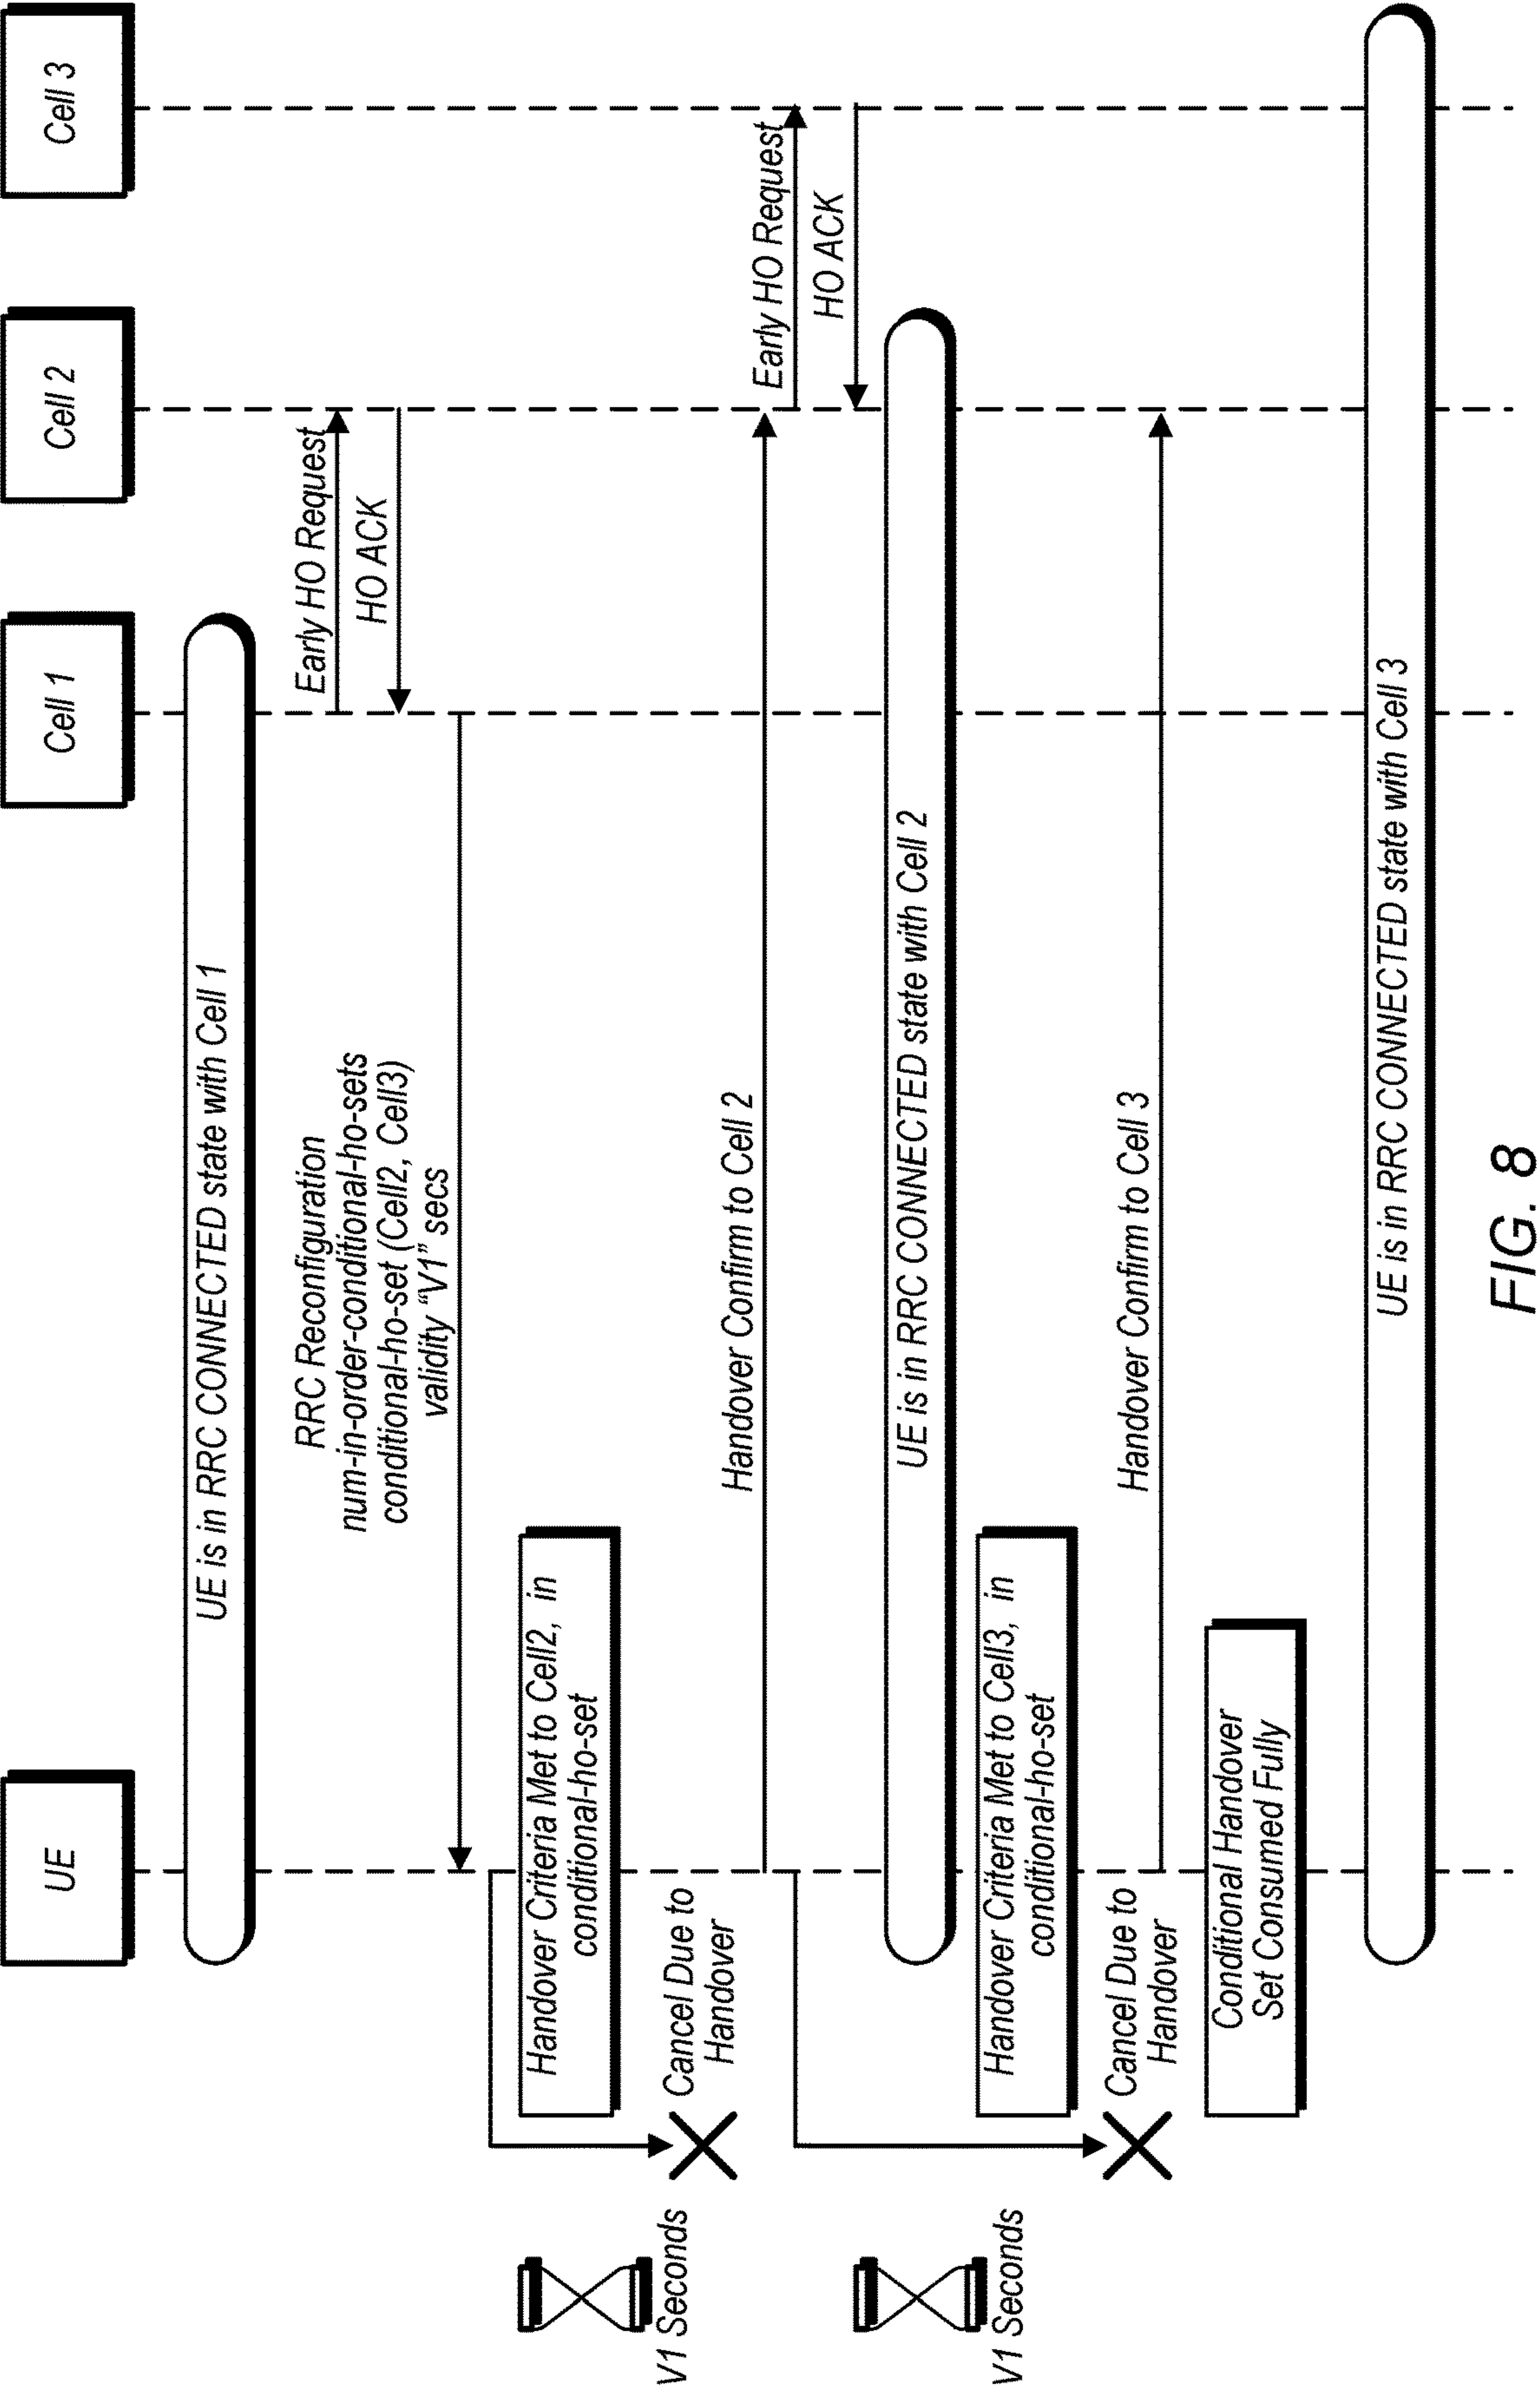 UE
Cell 1
Cell 2
Cell 3
UE is in RRC CONNECTED state with Cell 1
Early HO Request
HO ACK
RRC Reconfiguration
num-in-order-conditional-ho-sets
conditional-ho-set (Cell2, Cell3)
validity “V1” secs
V1 Seconds
Handover Criteria Met to Cell2, in
conditional-ho-set
Cancel Due to
Handover
Handover Confirm to Cell 2
Early HO Request
HO ACK
UE is in RRC CONNECTED state with Cell 2
V1 Seconds
Handover Criteria Met to Cell3, in
conditional-ho-set
Cancel Due to
Handover
Handover Confirm to Cell 3
Conditional Handover
Set Consumed Fully
UE is in RRC CONNECTED state with Cell 3
FIG. 8